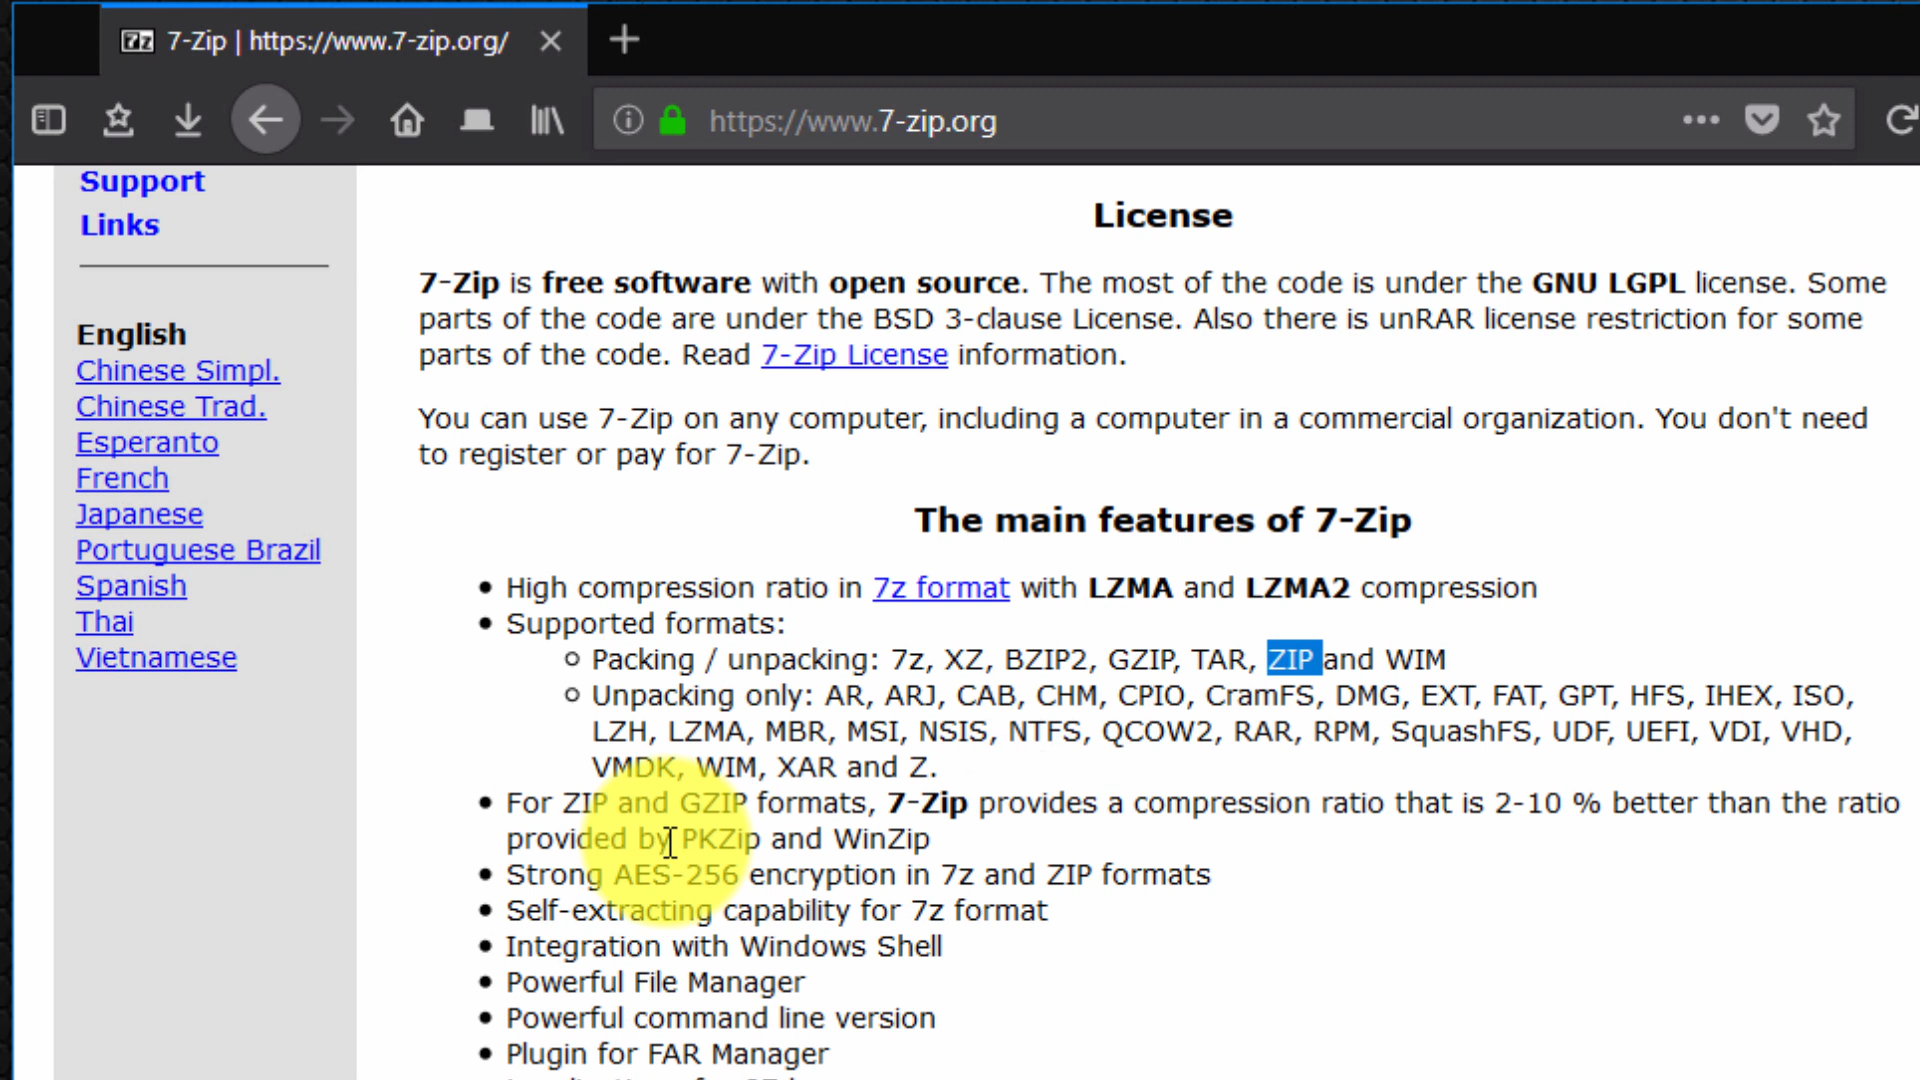 7-Zip | https://www.7-zip.org/
https://www.7-zip.org
Support
Links
English
Chinese Simpl.
Chinese Trad.
Esperanto
French
Japanese
Portuguese Brazil
Spanish
Thai
Vietnamese
License
7-Zip is free software with open source. The most of the code is under the GNU LGPL license. Some
parts of the code are under the BSD 3-clause License. Also there is unRAR license restriction for some
parts of the code. Read 7-Zip License information.
You can use 7-Zip on any computer, including a computer in a commercial organization. You don't need
to register or pay for 7-Zip.
The main features of 7-Zip
• High compression ratio in 7z format with LZMA and LZMA2 compression
• Supported formats:
○ Packing / unpacking: 7z, XZ, BZIP2, GZIP, TAR, ZIP and WIM
○ Unpacking only: AR, ARJ, CAB, CHM, CPIO, CramFS, DMG, EXT, FAT, GPT, HFS, IHEX, ISO,
LZH, LZMA, MBR, MSI, NSIS, NTFS, QCOW2, RAR, RPM, SquashFS, UDF, UEFI, VDI, VHD,
VMDK, WIM, XAR and Z.
• For ZIP and GZIP formats, 7-Zip provides a compression ratio that is 2-10 % better than the ratio
provided by PKZip and WinZip
• Strong AES-256 encryption in 7z and ZIP formats
• Self-extracting capability for 7z format
• Integration with Windows Shell
• Powerful File Manager
• Powerful command line version
• Plugin for FAR Manager